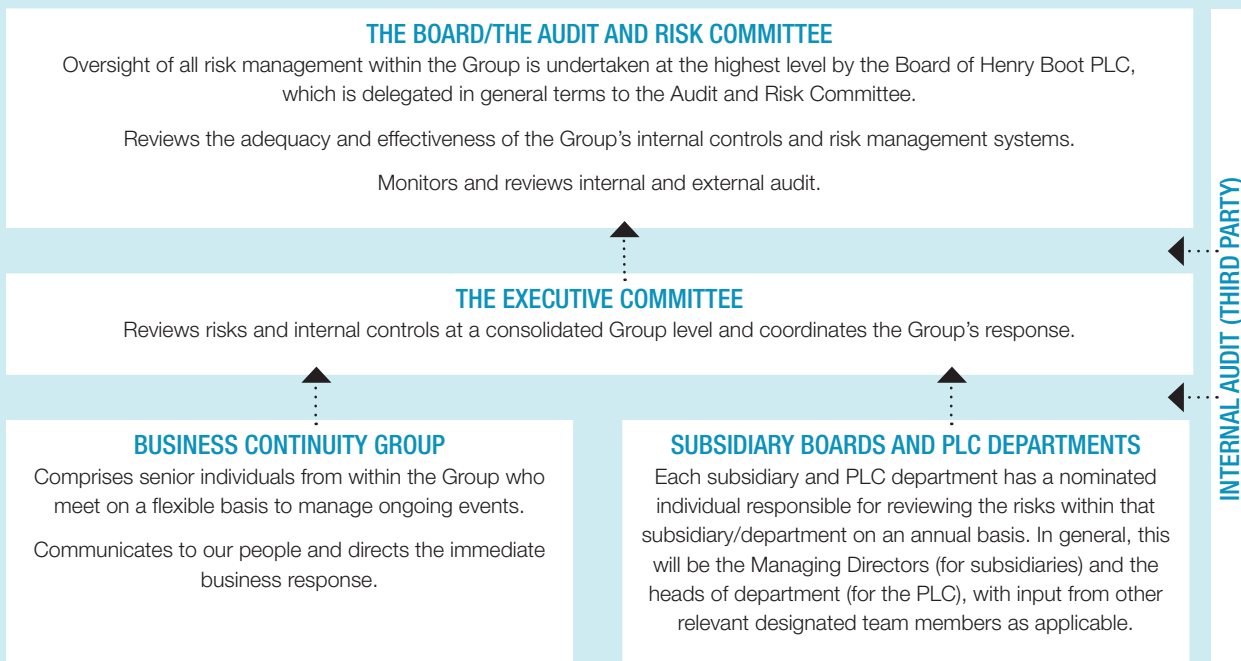 THE BOARD/THE AUDIT AND RISK COMMITTEE
Oversight of all risk management within the Group is undertaken at the highest level by the Board of Henry Boot PLC,
which is delegated in general terms to the Audit and Risk Committee.
Reviews the adequacy and effectiveness of the Group's internal controls and risk management systems.
Monitors and reviews internal and external audit.
THE EXECUTIVE COMMITTEE
Reviews risks and internal controls at a consolidated Group level and coordinates the Group's response.
BUSINESS CONTINUITY GROUP
Comprises senior individuals from within the Group who
meet on a flexible basis to manage ongoing events.
Communicates to our people and directs the immediate
business response.
SUBSIDIARY BOARDS AND PLC DEPARTMENTS
Each subsidiary and PLC department has a nominated
individual responsible for reviewing the risks within that
subsidiary/department on an annual basis. In general, this
will be the Managing Directors (for subsidiaries) and the
heads of department (for the PLC), with input from other
relevant designated team members as applicable.
INTERNAL AUDIT (THIRD PARTY)